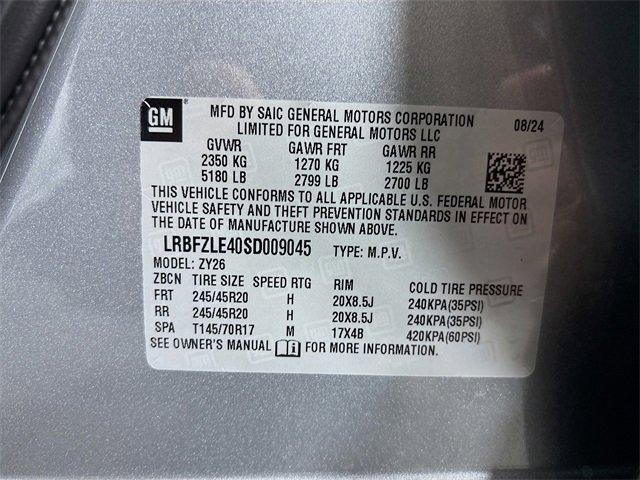 GM
MFD BY SAIC GENERAL MOTORS CORPORATION
LIMITED FOR GENERAL MOTORS LLC 08/24
GVWR GAWR FRT GAWR RR
2350 KG 1270 KG 1225 KG
5180 LB 2799 LB 2700 LB
THIS VEHICLE CONFORMS TO ALL APPLICABLE U.S. FEDERAL MOTOR
VEHICLE SAFETY AND THEFT PREVENTION STANDARDS IN EFFECT ON
THE DATE OF MANUFACTURE SHOWN ABOVE.
LRBFZLE40SD009045 TYPE: M.P.V.
MODEL: ZY26
ZBCN TIRE SIZE SPEED RTG RIM COLD TIRE PRESSURE
FRT 245/45R20 H 20X8.5J 240KPA(35PSI)
RR 245/45R20 H 20X8.5J 240KPA(35PSI)
SPA T145/70R17 M 17X4B 420KPA(60PSI)
SEE OWNER'S MANUAL FOR MORE INFORMATION.